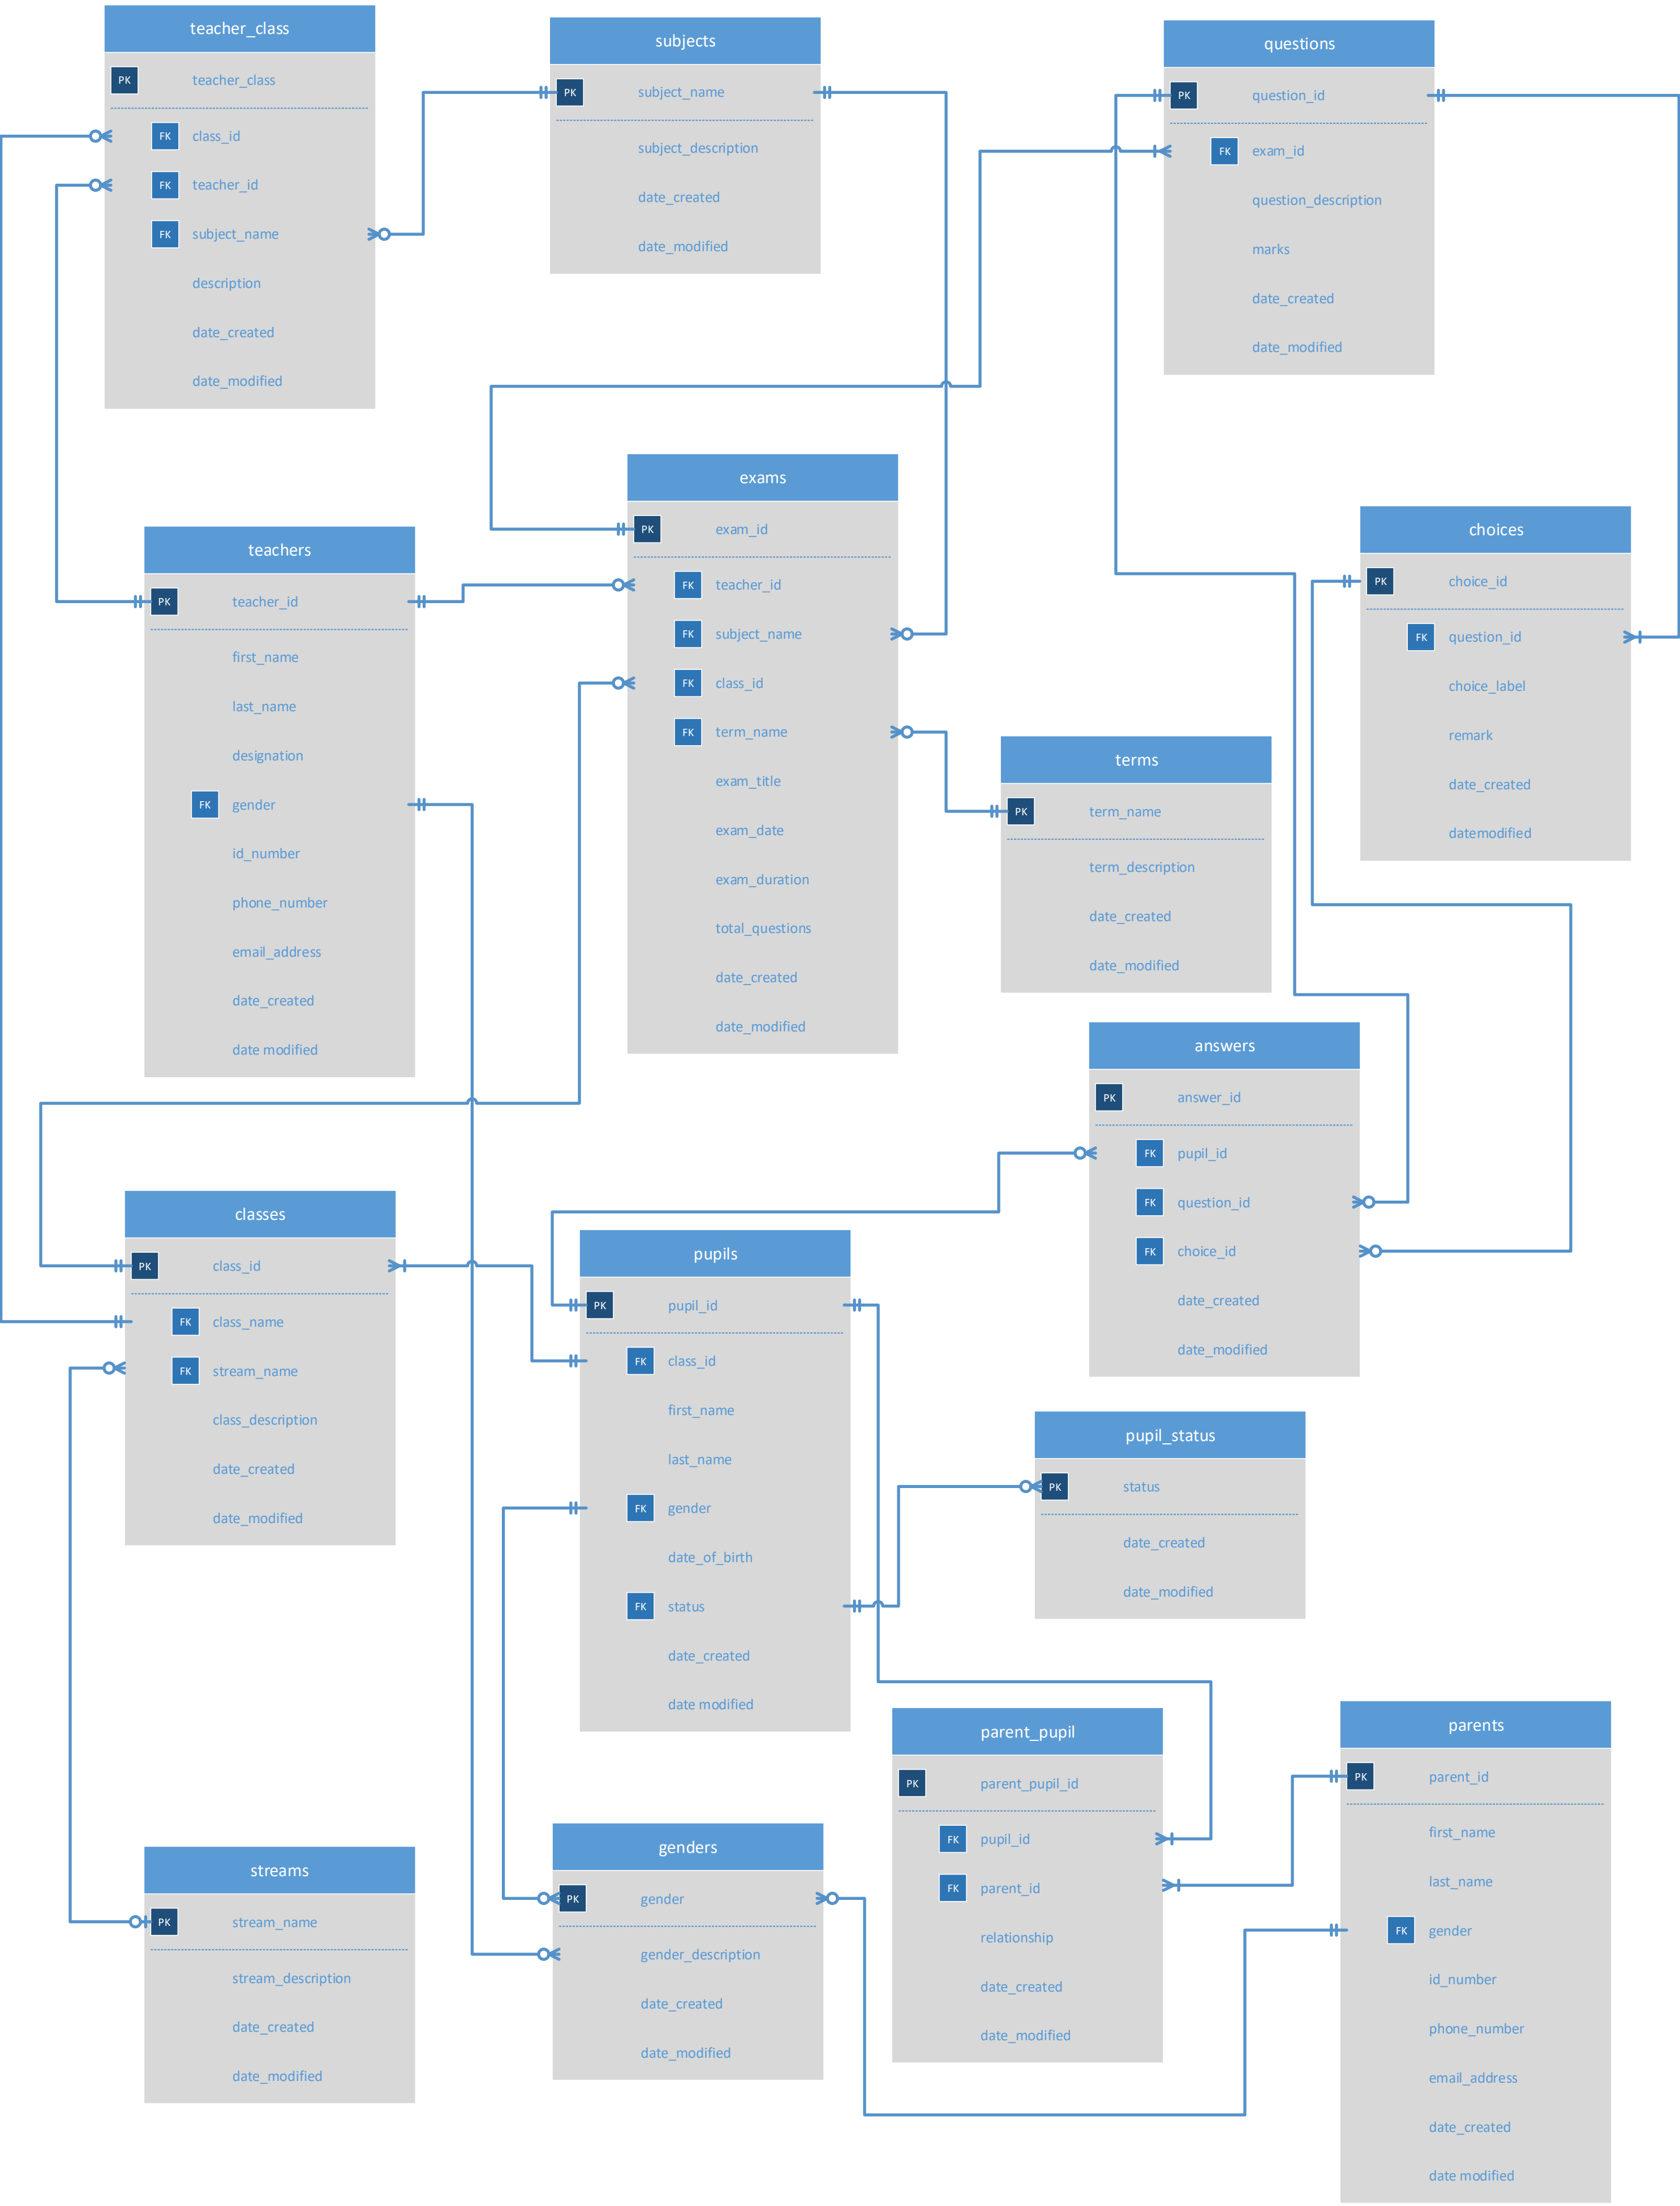 teacher_class
PK teacher_class
FK class_id
FK teacher_id
FK subject_name
description
date_created
date_modified
subjects
PK subject_name
subject_description
date_created
date_modified
questions
PK question_id
FK exam_id
question_description
marks
date_created
date_modified
teachers
PK teacher_id
first_name
last_name
designation
FK gender
id_number
phone_number
email_address
date_created
date modified
exams
PK exam_id
FK teacher_id
FK subject_name
FK class_id
FK term_name
exam_title
exam_date
exam_duration
total_questions
date_created
date_modified
choices
PK choice_id
FK question_id
choice_label
remark
date_created
datemodified
terms
PK term_name
term_description
date_created
date_modified
answers
PK answer_id
FK pupil_id
FK question_id
FK choice_id
date_created
date_modified
classes
PK class_id
FK class_name
FK stream_name
class_description
date_created
date_modified
pupils
PK pupil_id
FK class_id
first_name
last_name
FK gender
date_of_birth
FK status
date_created
date modified
pupil_status
PK status
date_created
date_modified
parent_pupil
PK parent_pupil_id
FK pupil_id
FK parent_id
relationship
date_created
date_modified
parents
PK parent_id
first_name
last_name
FK gender
id_number
phone_number
email_address
date_created
date modified
streams
PK stream_name
stream_description
date_created
date_modified
genders
PK gender
gender_description
date_created
date_modified